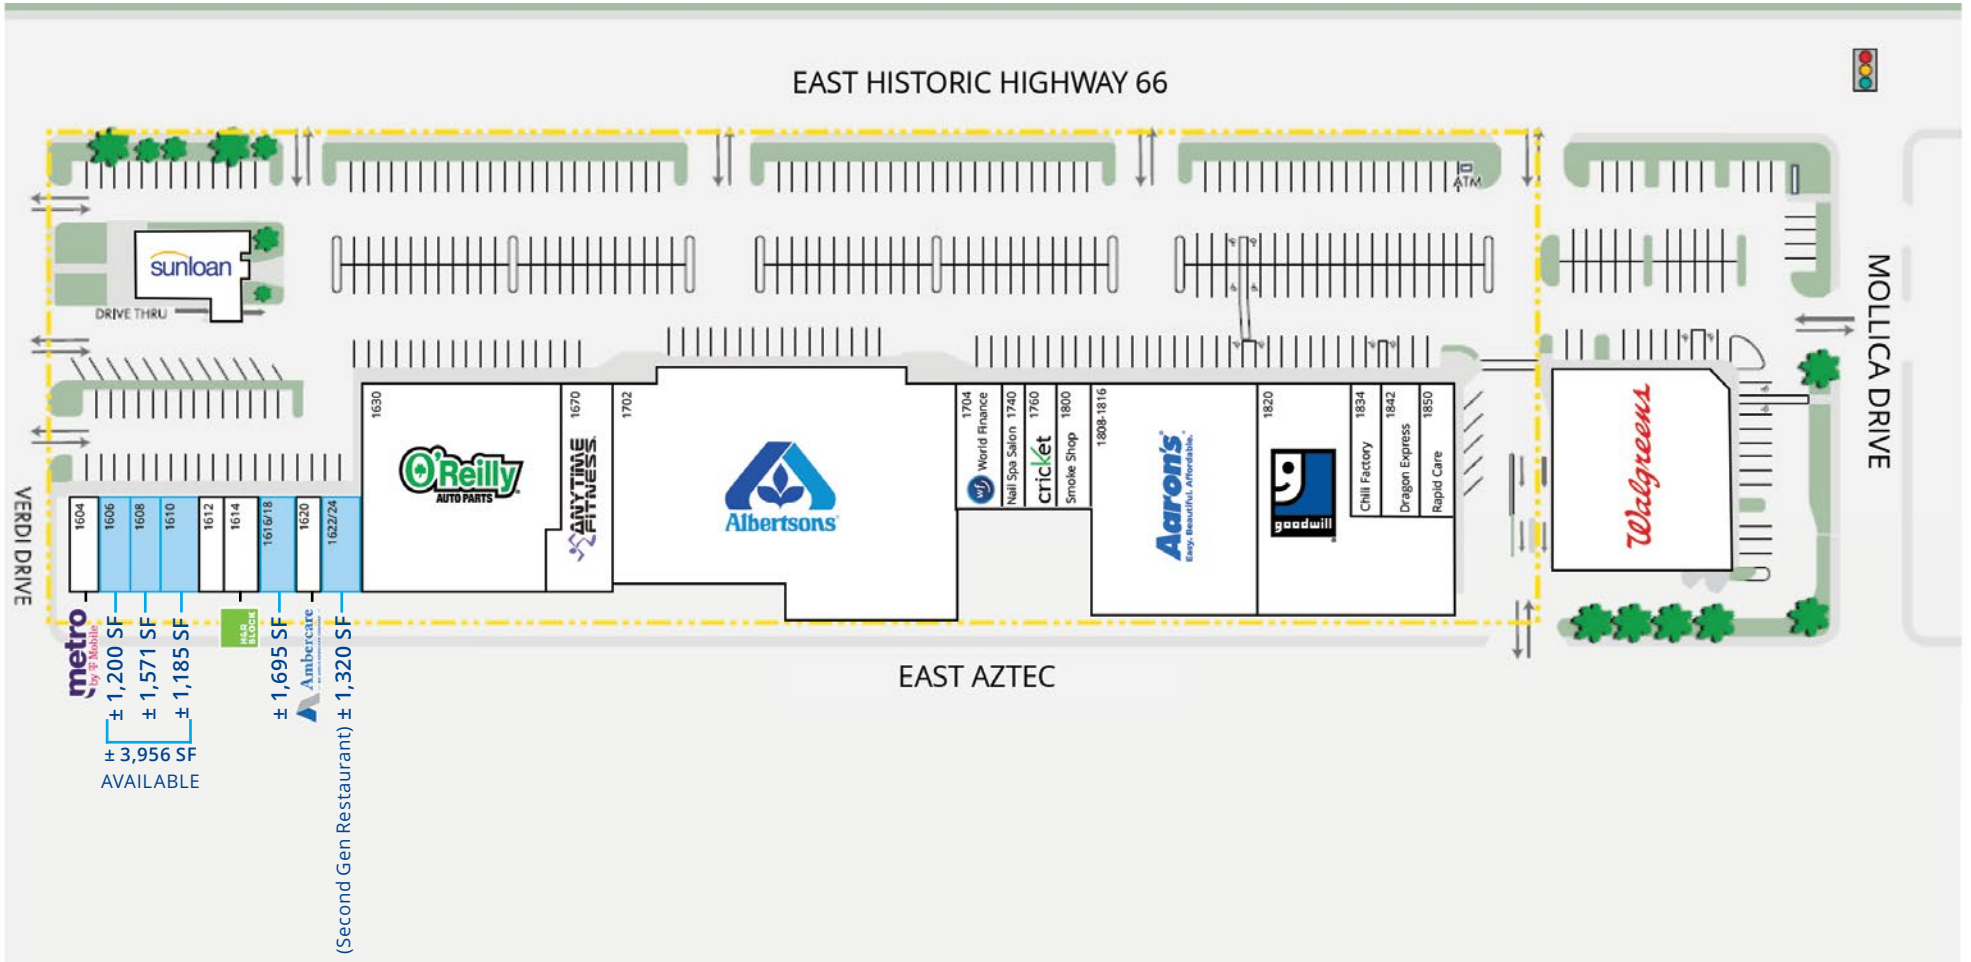 EAST HISTORIC HIGHWAY 66
ATM
sunloan
DRIVE THRU
MOLLICA DRIVE
VERDI DRIVE
1604
1606
1608
1610
1612
1614
1616/18
1620
1622/24
1630
O'Reilly
AUTO PARTS
1670
ANYTIME
FITNESS
1702
Albertsons
1704
wf World Finance
Nail Spa Salon 1740
1760
cricket
1800
Smoke Shop
1808-1816
Aaron's
Easy. Beautiful. Affordable.
1820
goodwill
1834
Chili Factory
1842
Dragon Express
1850
Rapid Care
Walgreens
metro
by T Mobile
± 1,200 SF
± 1,571 SF
± 1,185 SF
H&R
BLOCK
± 1,695 SF
Ambercare
(Second Gen Restaurant) ± 1,320 SF
± 3,956 SF
AVAILABLE
EAST AZTEC